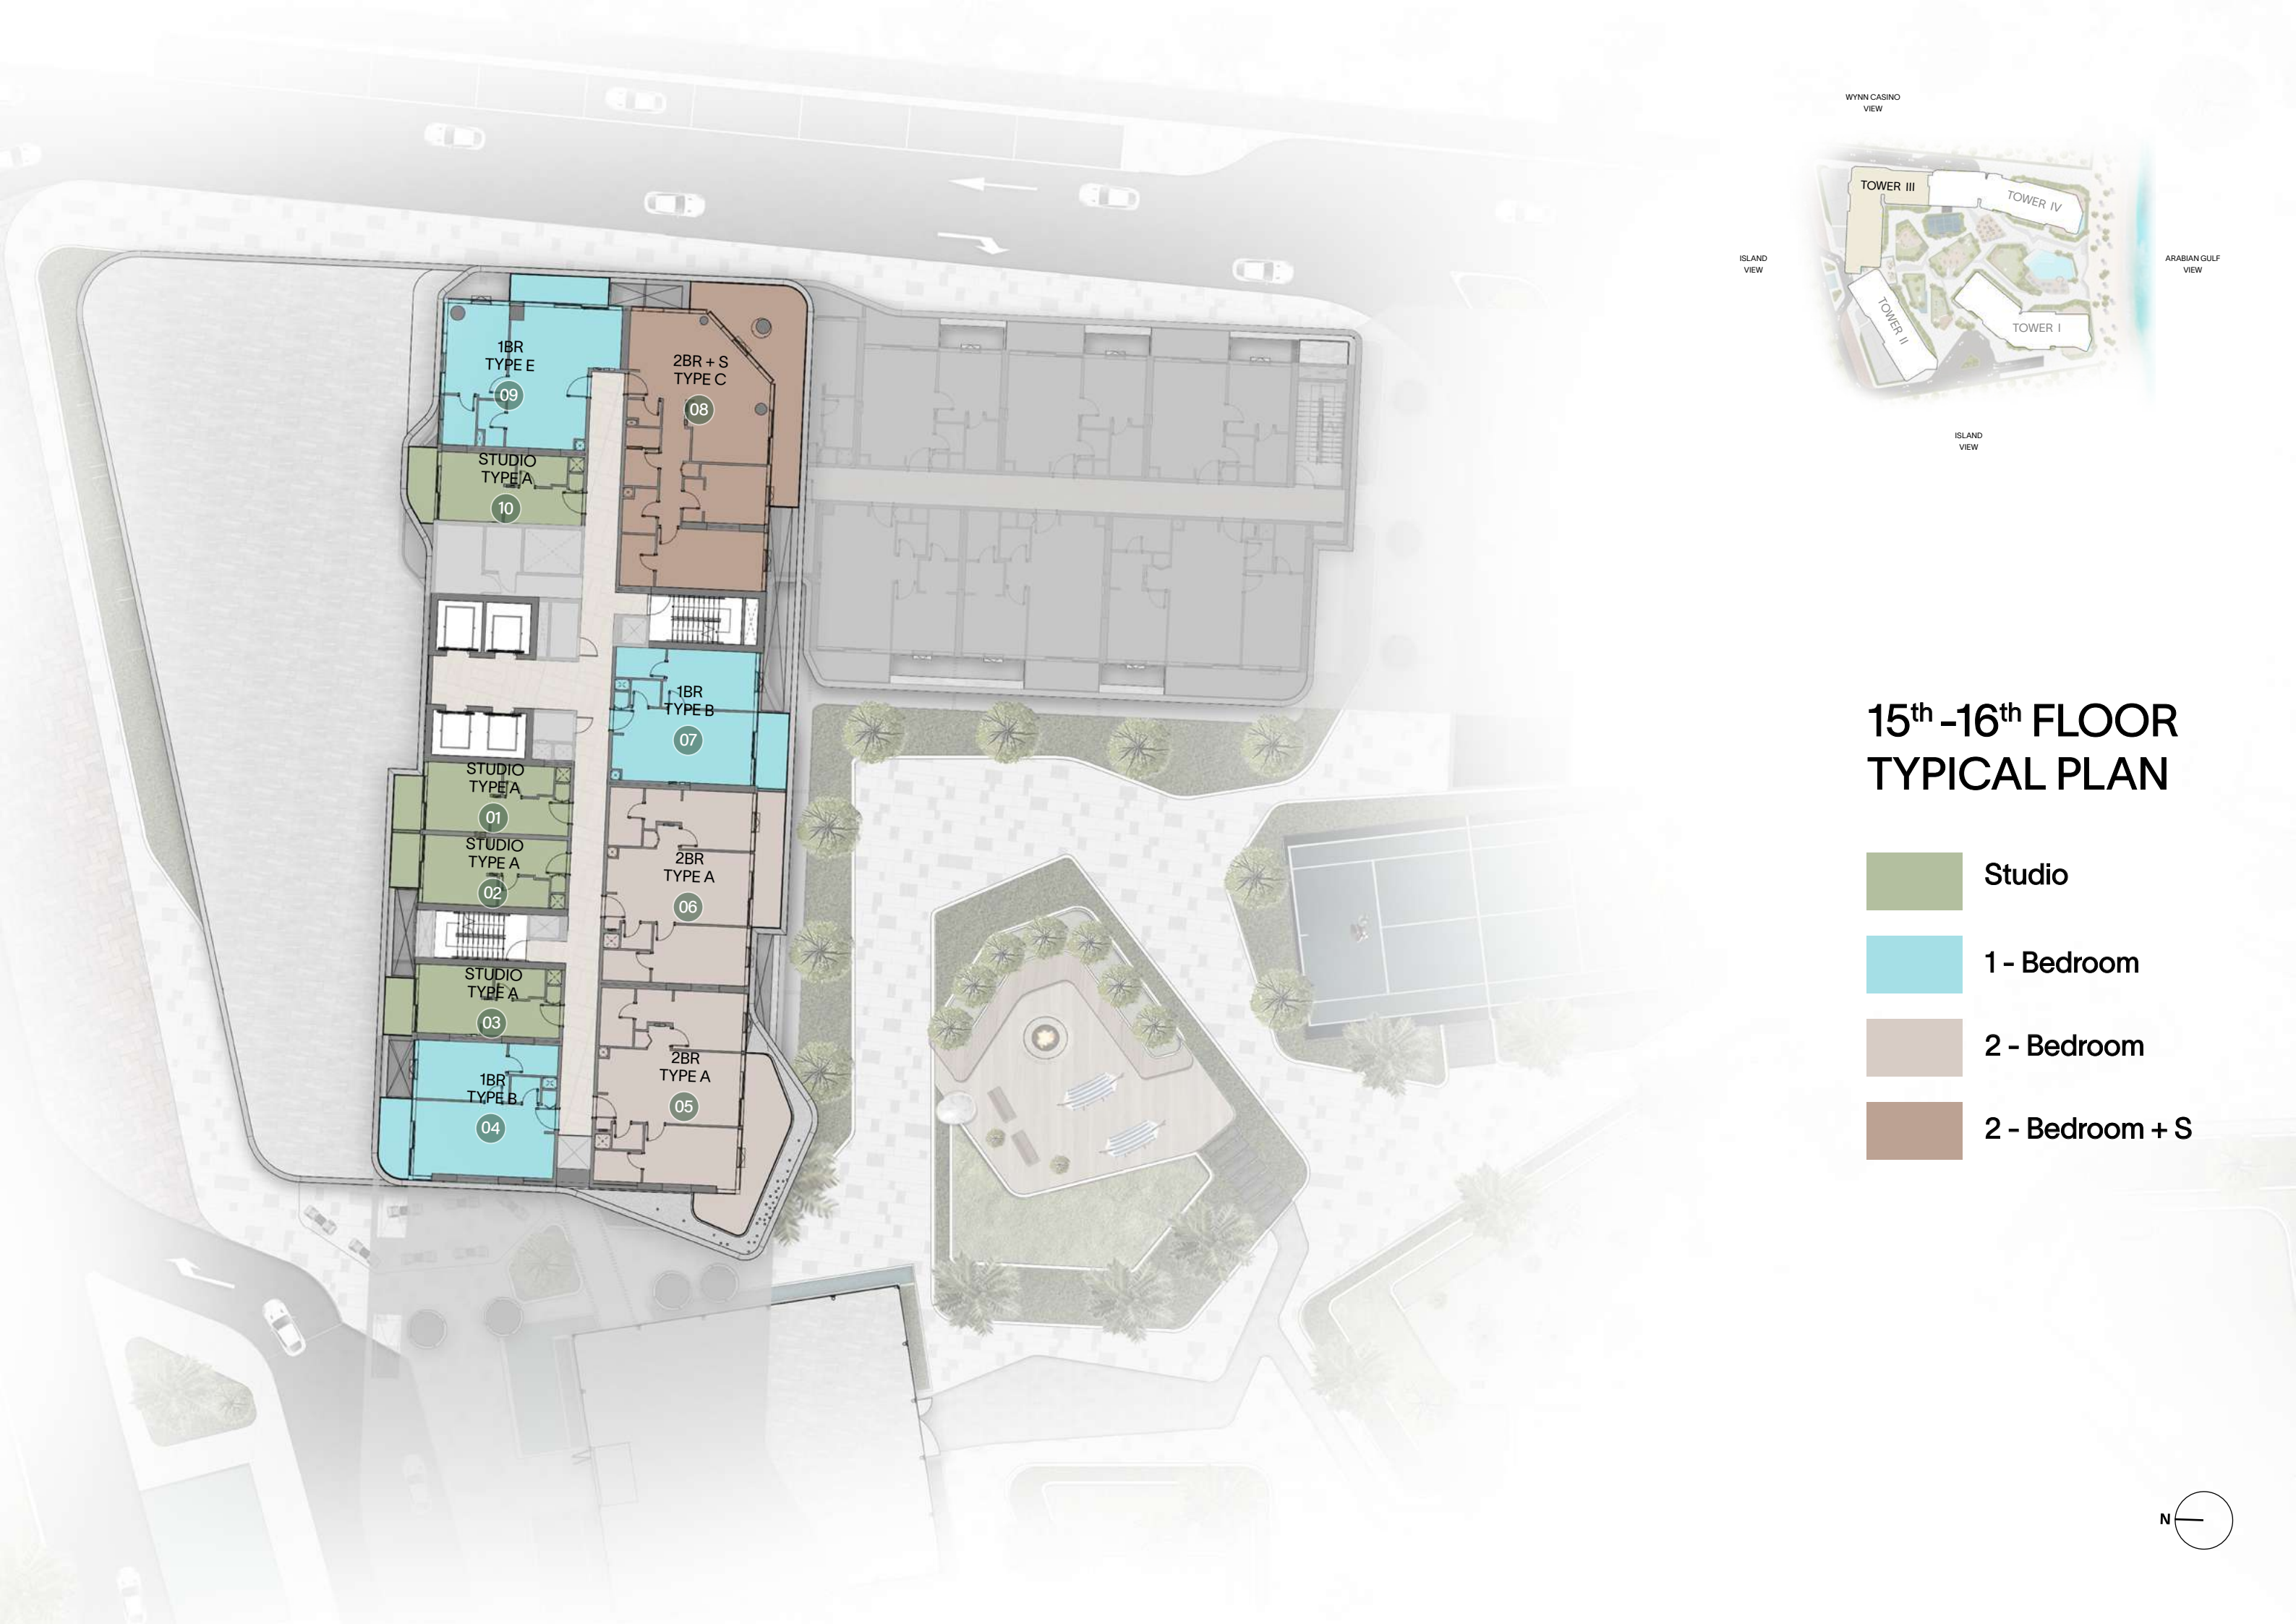 WYNN CASINO
VIEW
TOWER III
TOWER IV
ISLAND
VIEW
ARABIAN GULF
VIEW
TOWER II
TOWER I
ISLAND
VIEW
1BR
TYPE E
09
2BR + S
TYPE C
08
STUDIO
TYPE A
10
1BR
TYPE B
07
STUDIO
TYPE A
01
STUDIO
TYPE A
02
2BR
TYPE A
06
STUDIO
TYPE A
03
2BR
TYPE A
05
1BR
TYPE B
04
15th -16th FLOOR
TYPICAL PLAN
Studio
1 - Bedroom
2 - Bedroom
2 - Bedroom + S
N